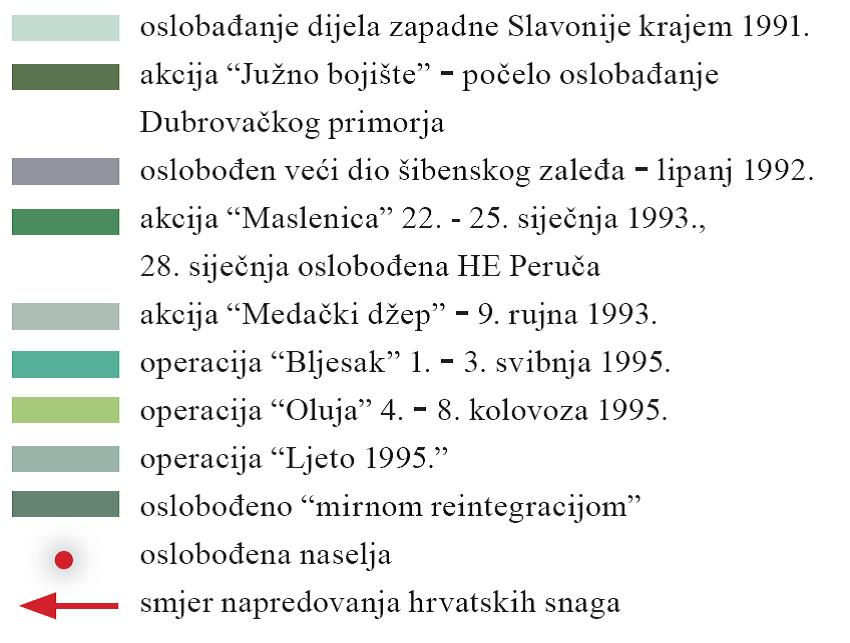 oslobađanje dijela zapadne Slavonije krajem 1991.
akcija “Južno bojište” – počelo oslobađanje
Dubrovačkog primorja
oslobođen veći dio šibenskog zaleđa – lipanj 1992.
akcija “Maslenica” 22. - 25. siječnja 1993.,
28. siječnja oslobođena HE Peruča
akcija “Medački džep” – 9. rujna 1993.
operacija “Bljesak” 1. – 3. svibnja 1995.
operacija “Oluja” 4. – 8. kolovoza 1995.
operacija “Ljeto 1995.”
oslobođeno “mirnom reintegracijom”
oslobođena naselja
smjer napredovanja hrvatskih snaga